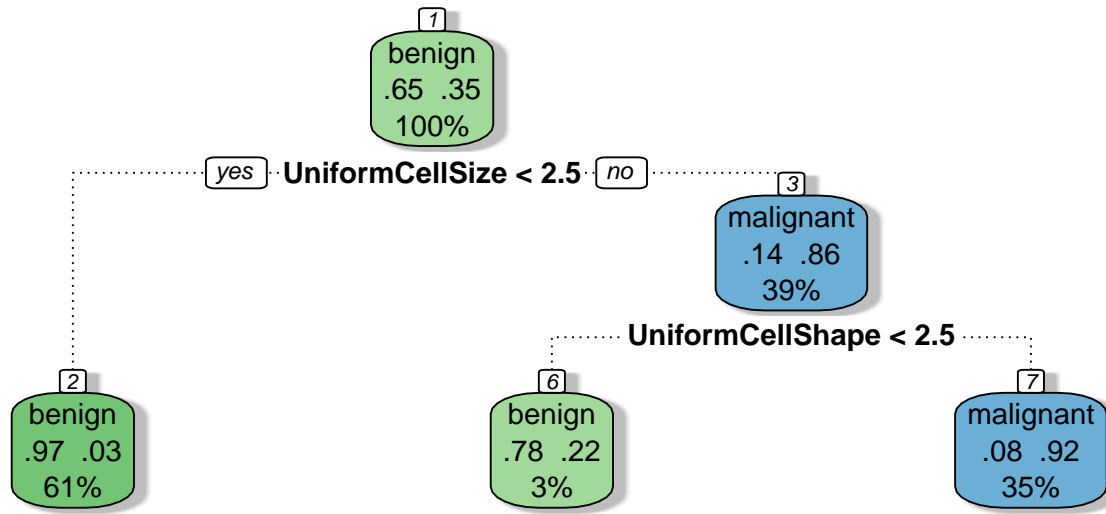 1
benign
.65 .35
100%
yes UniformCellSize < 2.5 no
3
malignant
.14 .86
39%
UniformCellShape < 2.5
2
benign
.97 .03
61%
6
benign
.78 .22
3%
7
malignant
.08 .92
35%